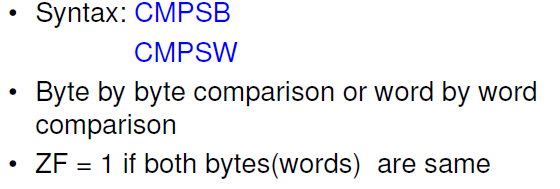 • Syntax: CMPSB
CMPSW
• Byte by byte comparison or word by word
comparison
• ZF = 1 if both bytes(words) are same